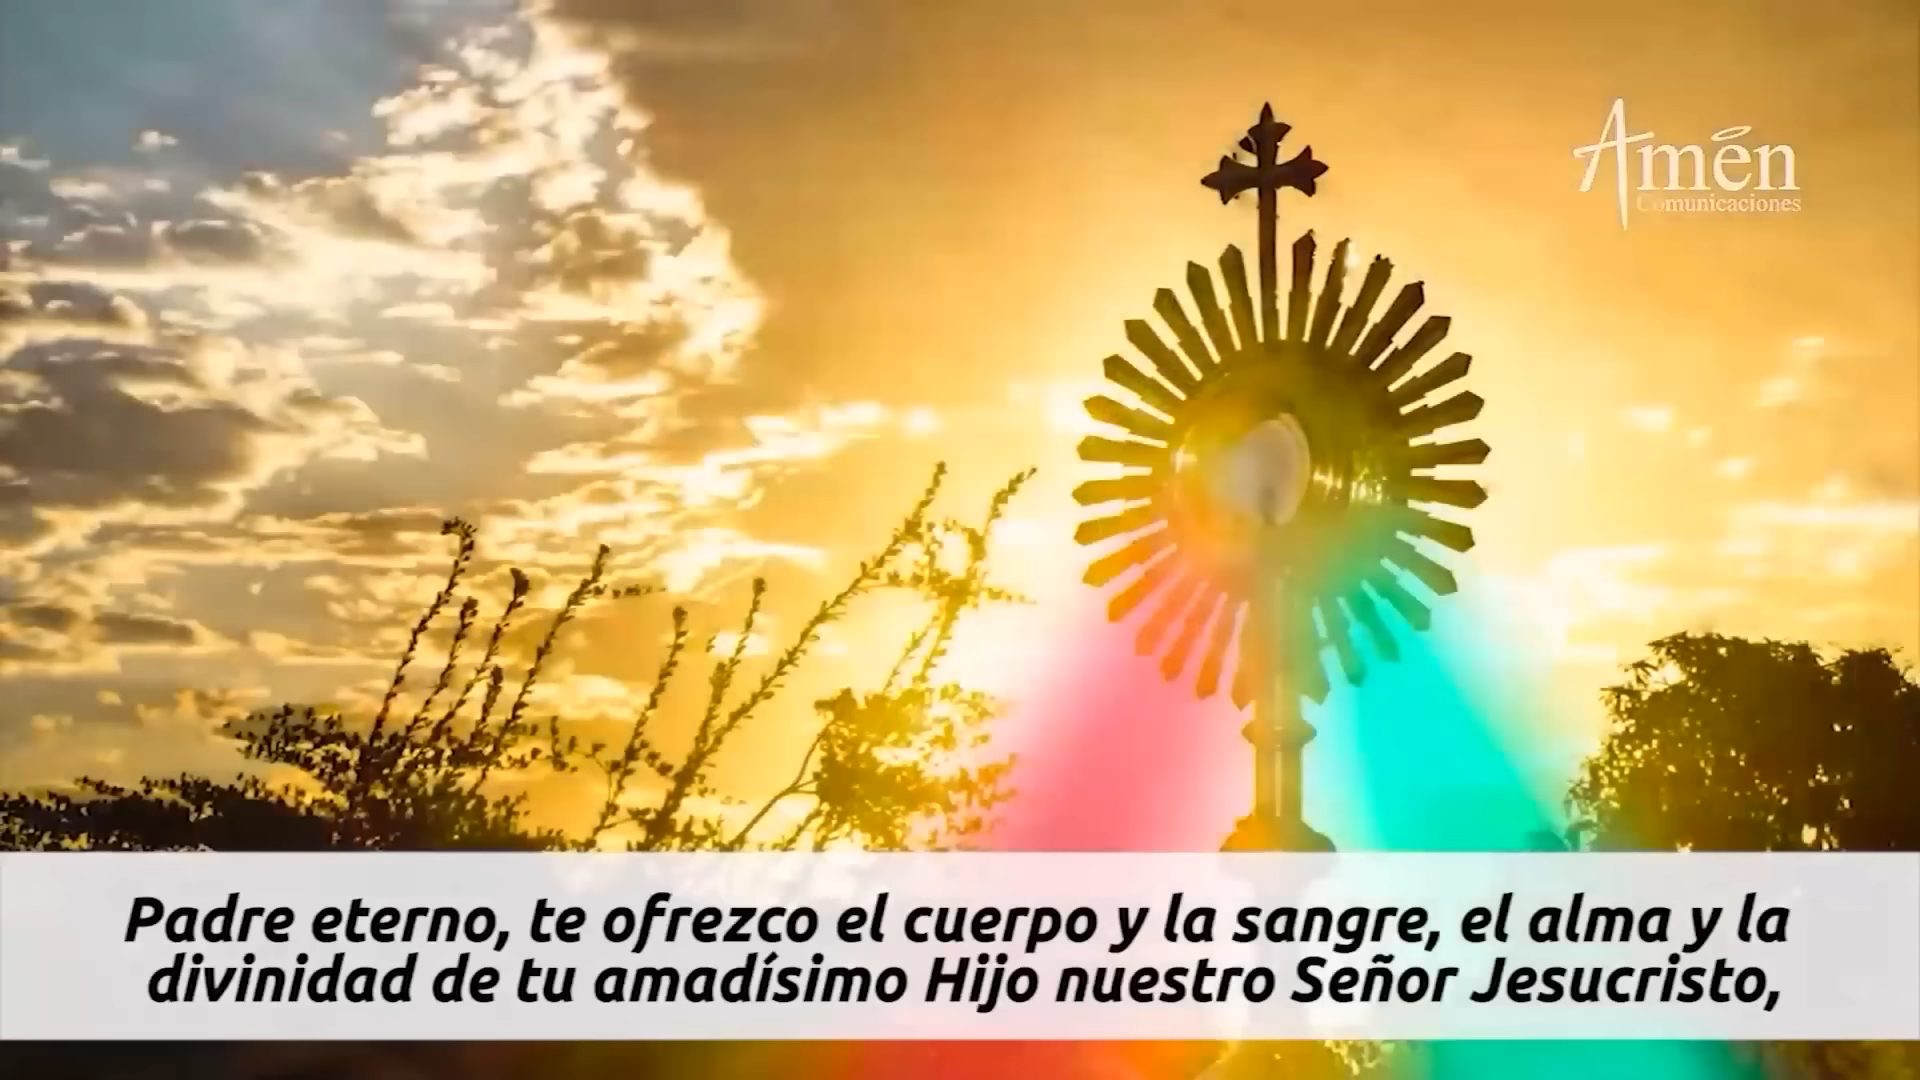 Amén
Comunicaciones
Padre eterno, te ofrezco el cuerpo y la sangre, el alma y la
divinidad de tu amadísimo Hijo nuestro Señor Jesucristo,